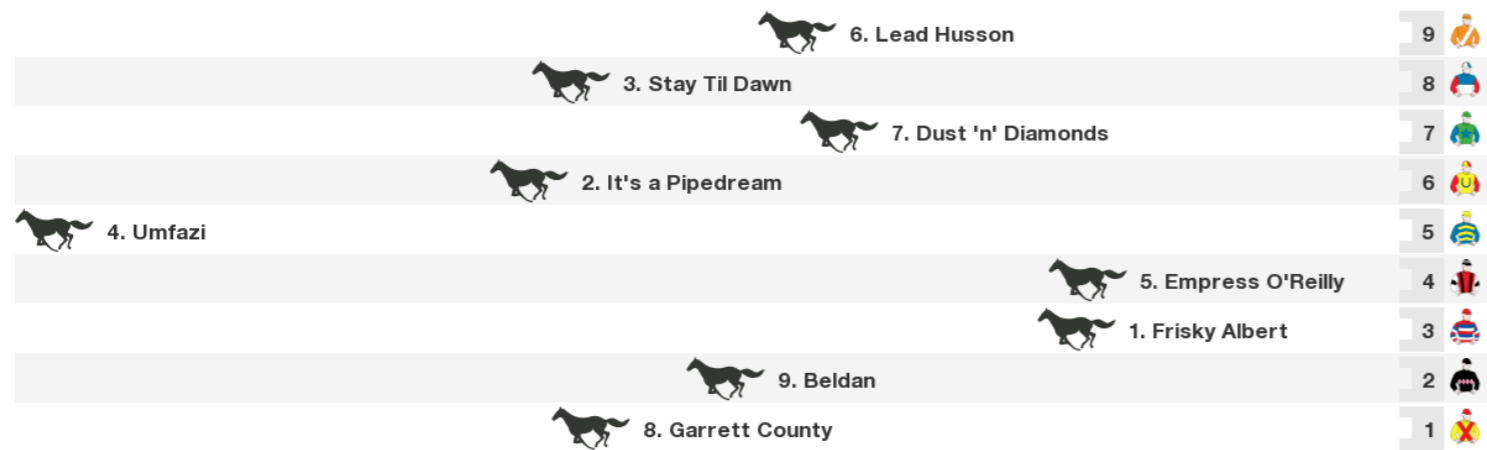 6. Lead Husson 9
3. Stay Til Dawn 8
7. Dust 'n' Diamonds 7
2. It's a Pipedream 6
4. Umfazi 5
5. Empress O'Reilly 4
1. Frisky Albert 3
9. Beldan 2
8. Garrett County 1